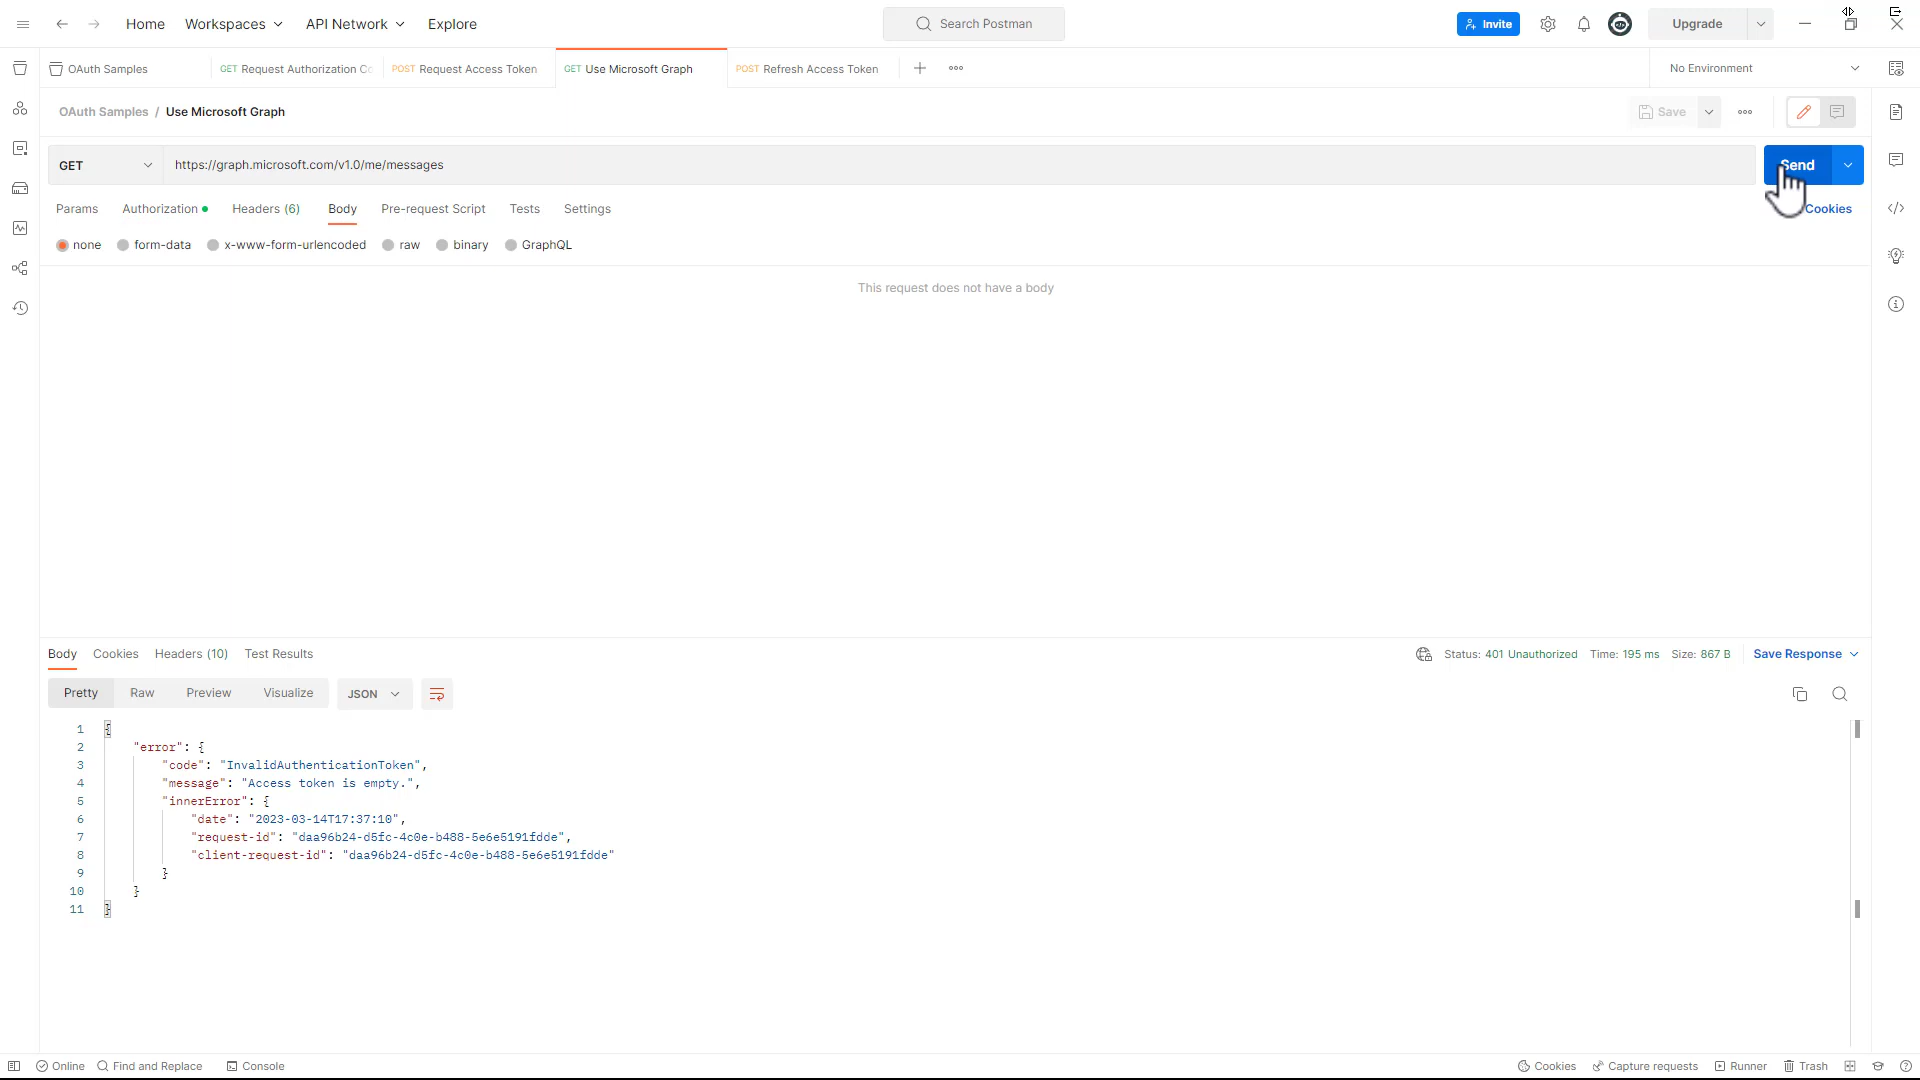 Home Workspaces API Network Explore Search Postman Invite Upgrade
OAuth Samples GET Request Authorization Co POST Request Access Token GET Use Microsoft Graph POST Refresh Access Token No Environment
OAuth Samples / Use Microsoft Graph Save
GET https://graph.microsoft.com/v1.0/me/messages Send
Params Authorization Headers (6) Body Pre-request Script Tests Settings Cookies
none form-data x-www-form-urlencoded raw binary GraphQL
This request does not have a body
Body Cookies Headers (10) Test Results Status: 401 Unauthorized Time: 195 ms Size: 867 B Save Response
Pretty Raw Preview Visualize JSON
1 {
2 "error": {
3 "code": "InvalidAuthenticationToken",
4 "message": "Access token is empty.",
5 "innerError": {
6 "date": "2023-03-14T17:37:10",
7 "request-id": "daa96b24-d5fc-4c0e-b488-5e6e5191fdde",
8 "client-request-id": "daa96b24-d5fc-4c0e-b488-5e6e5191fdde"
9 }
10 }
11 }
Online Find and Replace Console Cookies Capture requests Runner Trash